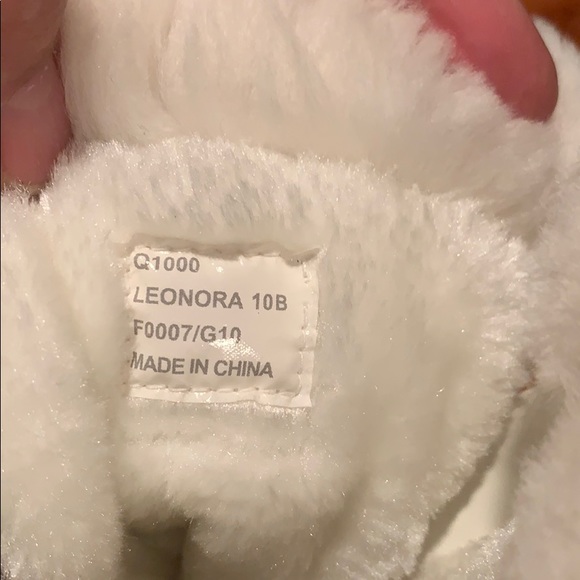 Q1000
LEONORA 10B
F0007/G10
MADE IN CHINA